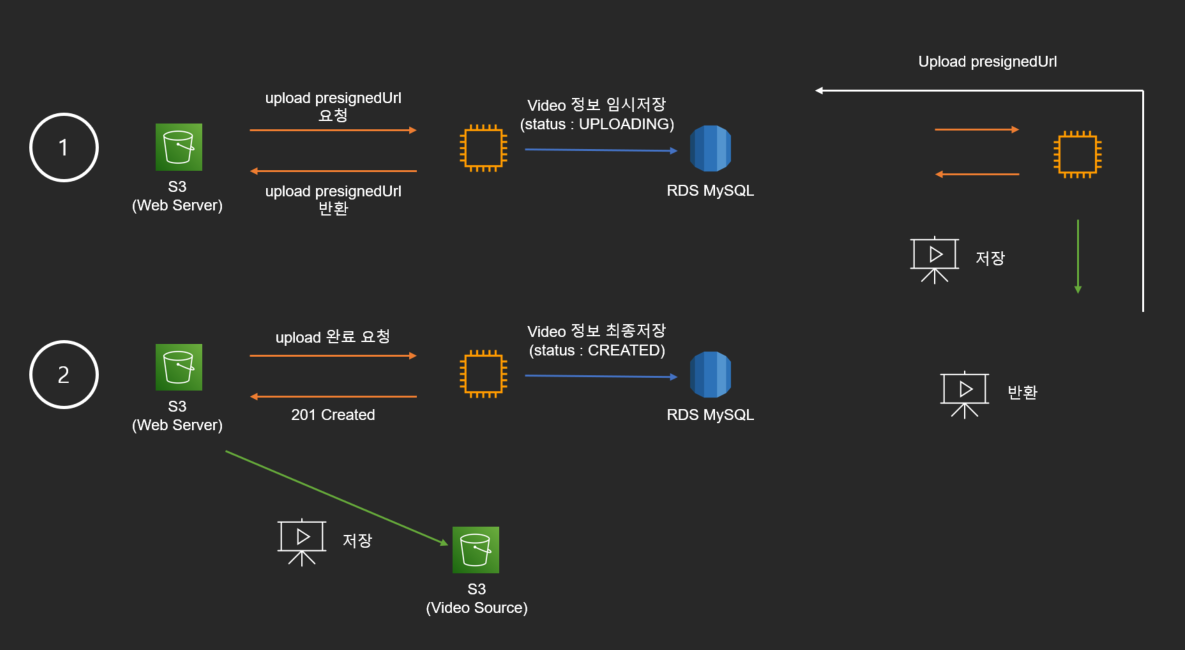 Upload presignedUrl
1
upload presignedUrl
요청
Video 정보 임시저장
(status : UPLOADING)
S3
(Web Server)
upload presignedUrl
반환
RDS MySQL
저장
2
upload 완료 요청
Video 정보 최종저장
(status : CREATED)
S3
(Web Server)
201 Created
RDS MySQL
반환
저장
S3
(Video Source)